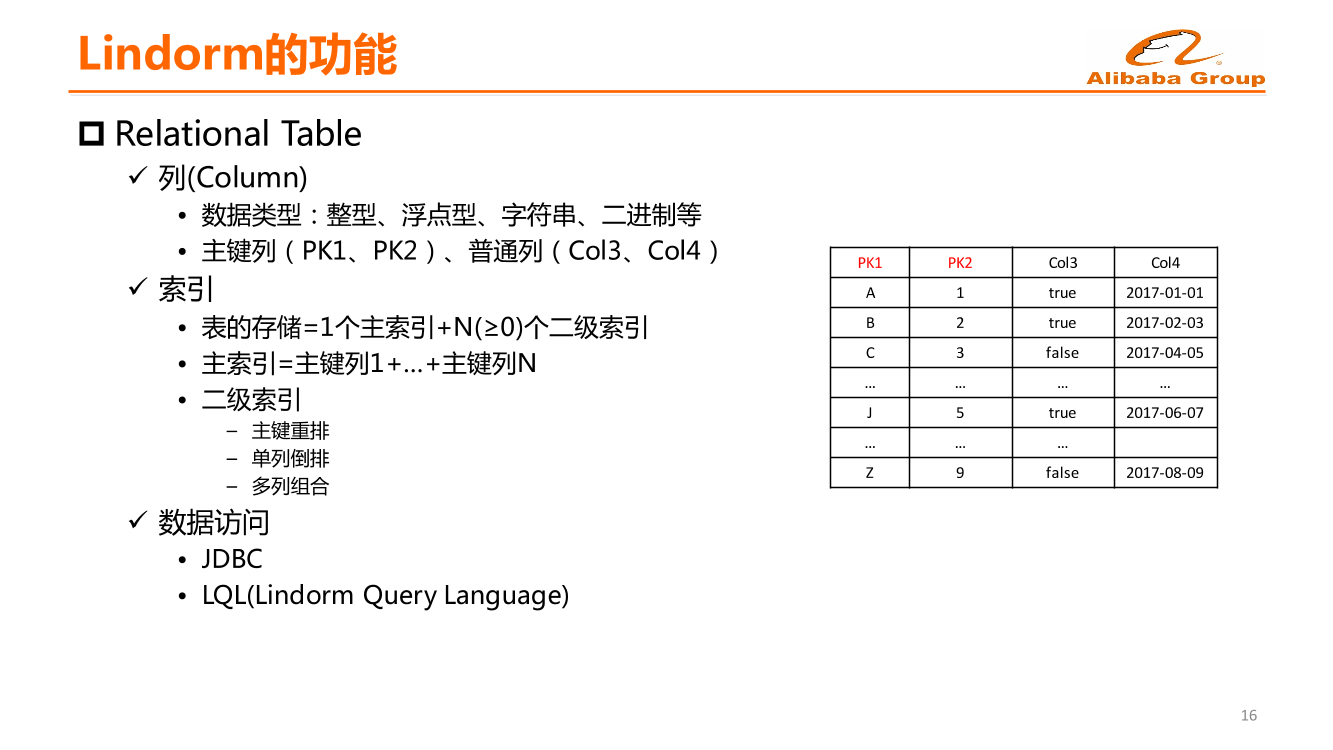 Lindorm的功能
Alibaba Group
Relational Table
✓ 列(Column)
• 数据类型：整型、浮点型、字符串、二进制等
• 主键列（PK1、PK2）、普通列（Col3、Col4）
✓ 索引
• 表的存储=1个主索引+N(≥0)个二级索引
• 主索引=主键列1+…+主键列N
• 二级索引
– 主键重排
– 单列倒排
– 多列组合
✓ 数据访问
• JDBC
• LQL(Lindorm Query Language)
PK1 PK2 Col3 Col4
A 1 true 2017-01-01
B 2 true 2017-02-03
C 3 false 2017-04-05
… … … …
J 5 true 2017-06-07
… … …
Z 9 false 2017-08-09
16